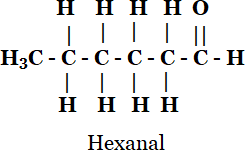 H H H H O
| | | | ||
H₃C - C - C - C - C - C - H
| | | |
H H H H
Hexanal